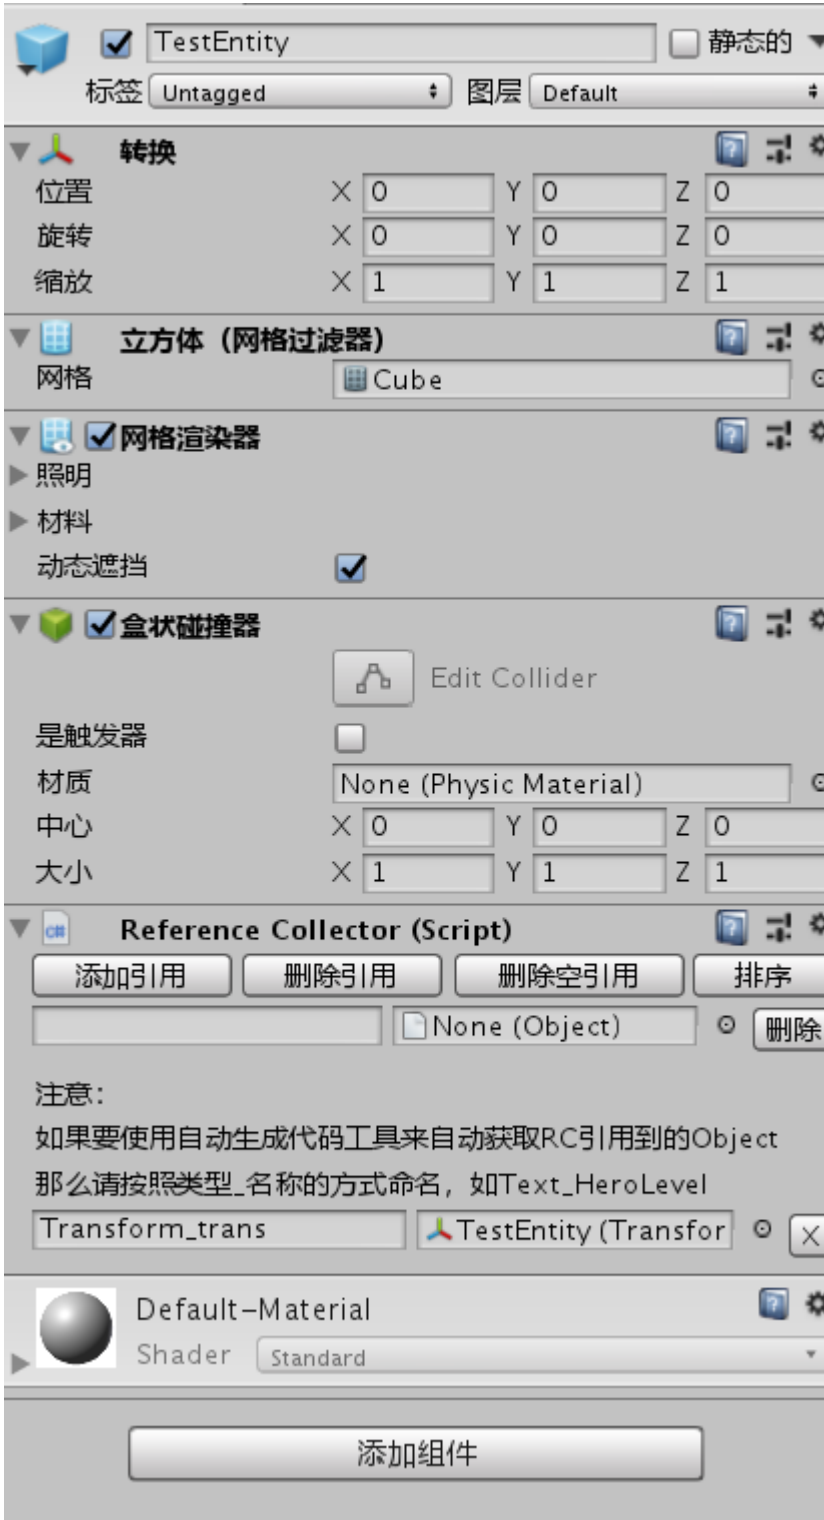 TestEntity 静态的
标签 Untagged 图层 Default
转换
位置 X 0 Y 0 Z 0
旋转 X 0 Y 0 Z 0
缩放 X 1 Y 1 Z 1
立方体（网格过滤器）
网格 Cube
网格渲染器
照明
材料
动态遮挡
盒状碰撞器
Edit Collider
是触发器
材质 None (Physic Material)
中心 X 0 Y 0 Z 0
大小 X 1 Y 1 Z 1
C# Reference Collector (Script)
添加引用 删除引用 删除空引用 排序
None (Object) 删除
注意：
如果要使用自动生成代码工具来自动获取RC引用到的Object
那么请按照类型_名称的方式命名，如Text_HeroLevel
Transform_trans TestEntity (Transfor X
Default-Material
Shader Standard
添加组件